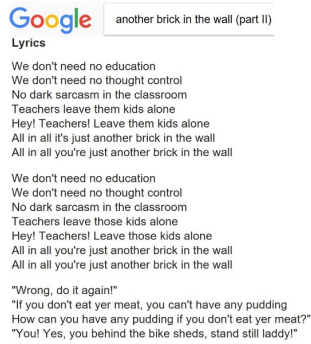 Google another brick in the wall (part II)
Lyrics
We don't need no education
We don't need no thought control
No dark sarcasm in the classroom
Teachers leave them kids alone
Hey! Teachers! Leave them kids alone
All in all it's just another brick in the wall
All in all you're just another brick in the wall
We don't need no education
We don't need no thought control
No dark sarcasm in the classroom
Teachers leave those kids alone
Hey! Teachers! Leave those kids alone
All in all you're just another brick in the wall
All in all you're just another brick in the wall
"Wrong, do it again!"
"If you don't eat yer meat, you can't have any pudding
How can you have any pudding if you don't eat yer meat?"
"You! Yes, you behind the bike sheds, stand still laddy!"